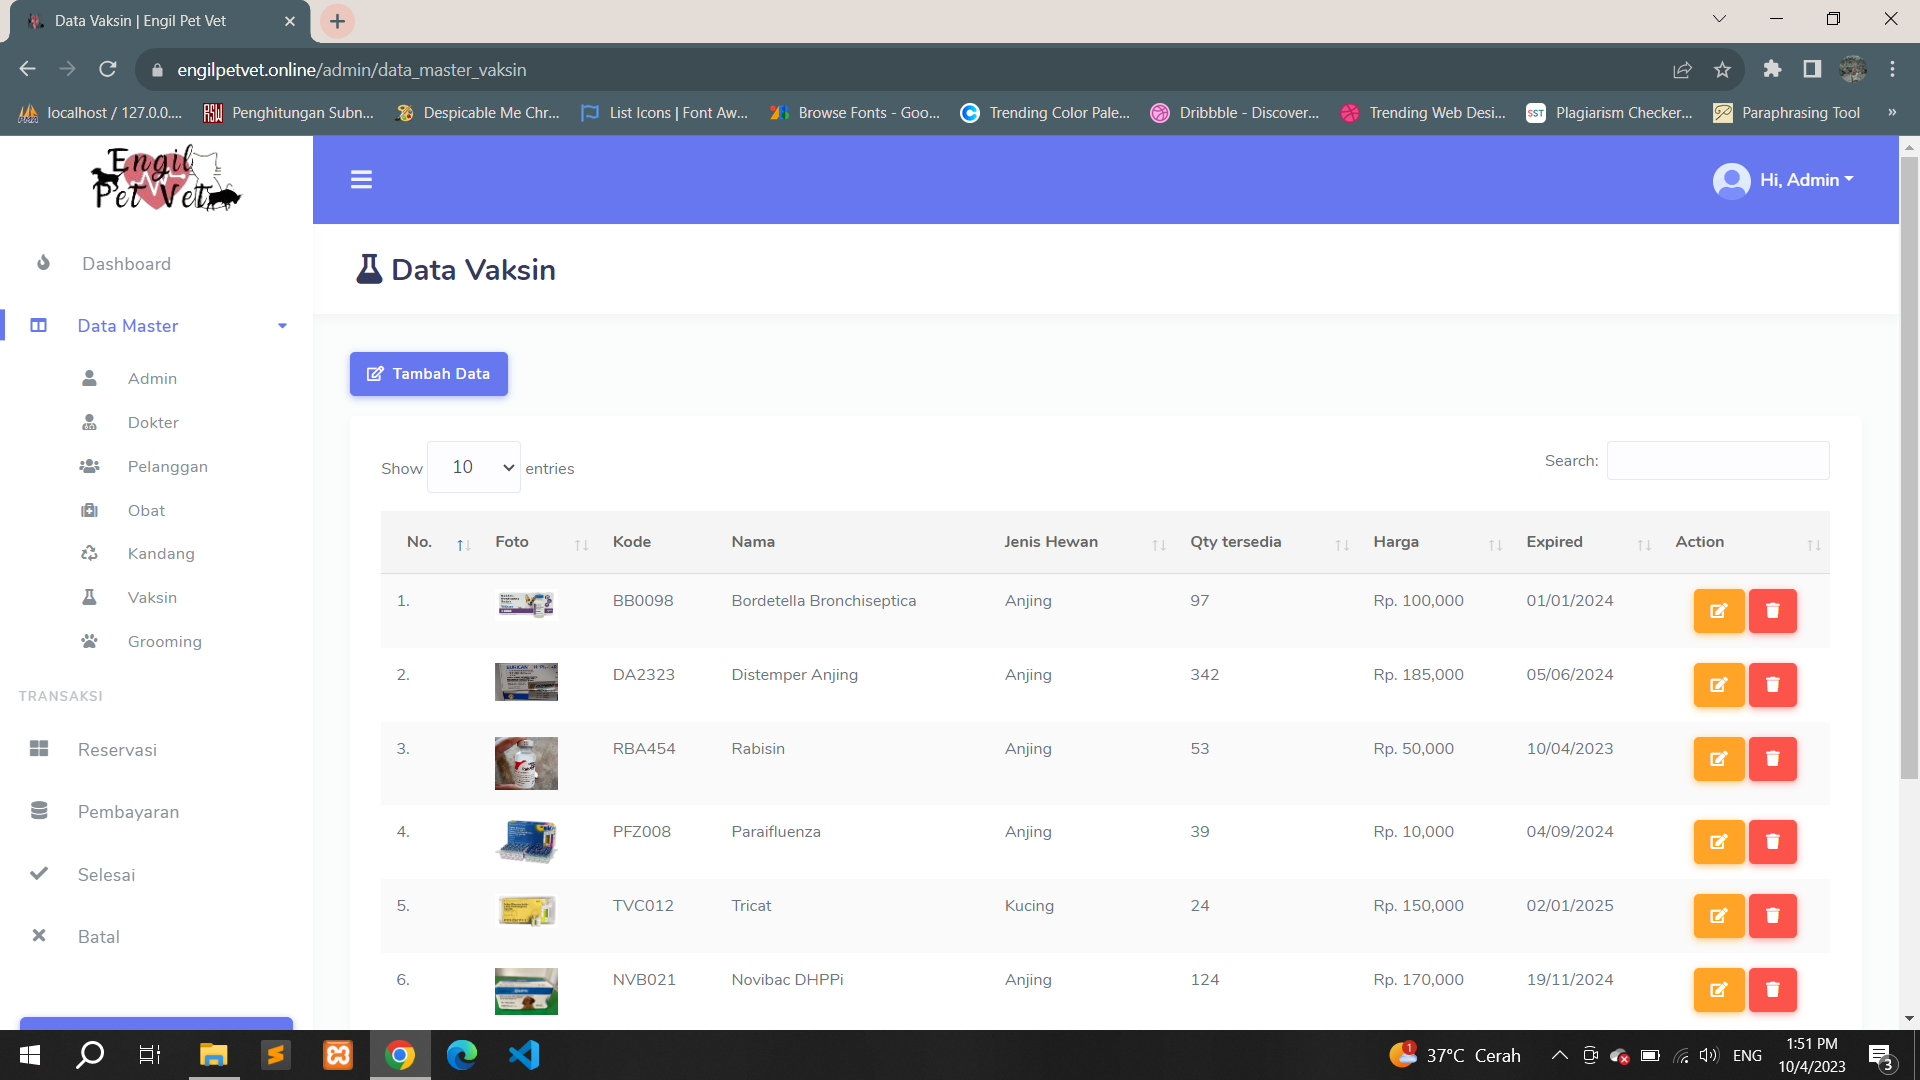 Data Vaksin | Engil Pet Vet
engilpetvet.online/admin/data_master_vaksin
localhost / 127.0.0.... Penghitungan Subn... Despicable Me Chr... List Icons | Font Aw... Browse Fonts - Goo... Trending Color Pale... Dribbble - Discover... Trending Web Desi... SST Plagiarism Checker... Paraphrasing Tool »
Engil
Pet Vet
Hi, Admin
Dashboard
Data Master
Admin
Dokter
Pelanggan
Obat
Kandang
Vaksin
Grooming
TRANSAKSI
Reservasi
Pembayaran
Selesai
Batal
Data Vaksin
Tambah Data
Show 10 entries
Search:
No. Foto Kode Nama Jenis Hewan Qty tersedia Harga Expired Action
1. BB0098 Bordetella Bronchiseptica Anjing 97 Rp. 100,000 01/01/2024
2. DA2323 Distemper Anjing Anjing 342 Rp. 185,000 05/06/2024
3. RBA454 Rabisin Anjing 53 Rp. 50,000 10/04/2023
4. PFZ008 Paraifluenza Anjing 39 Rp. 10,000 04/09/2024
5. TVC012 Tricat Kucing 24 Rp. 150,000 02/01/2025
6. NVB021 Novibac DHPPi Anjing 124 Rp. 170,000 19/11/2024
1 37°C Cerah ENG 1:51 PM
10/4/2023 3